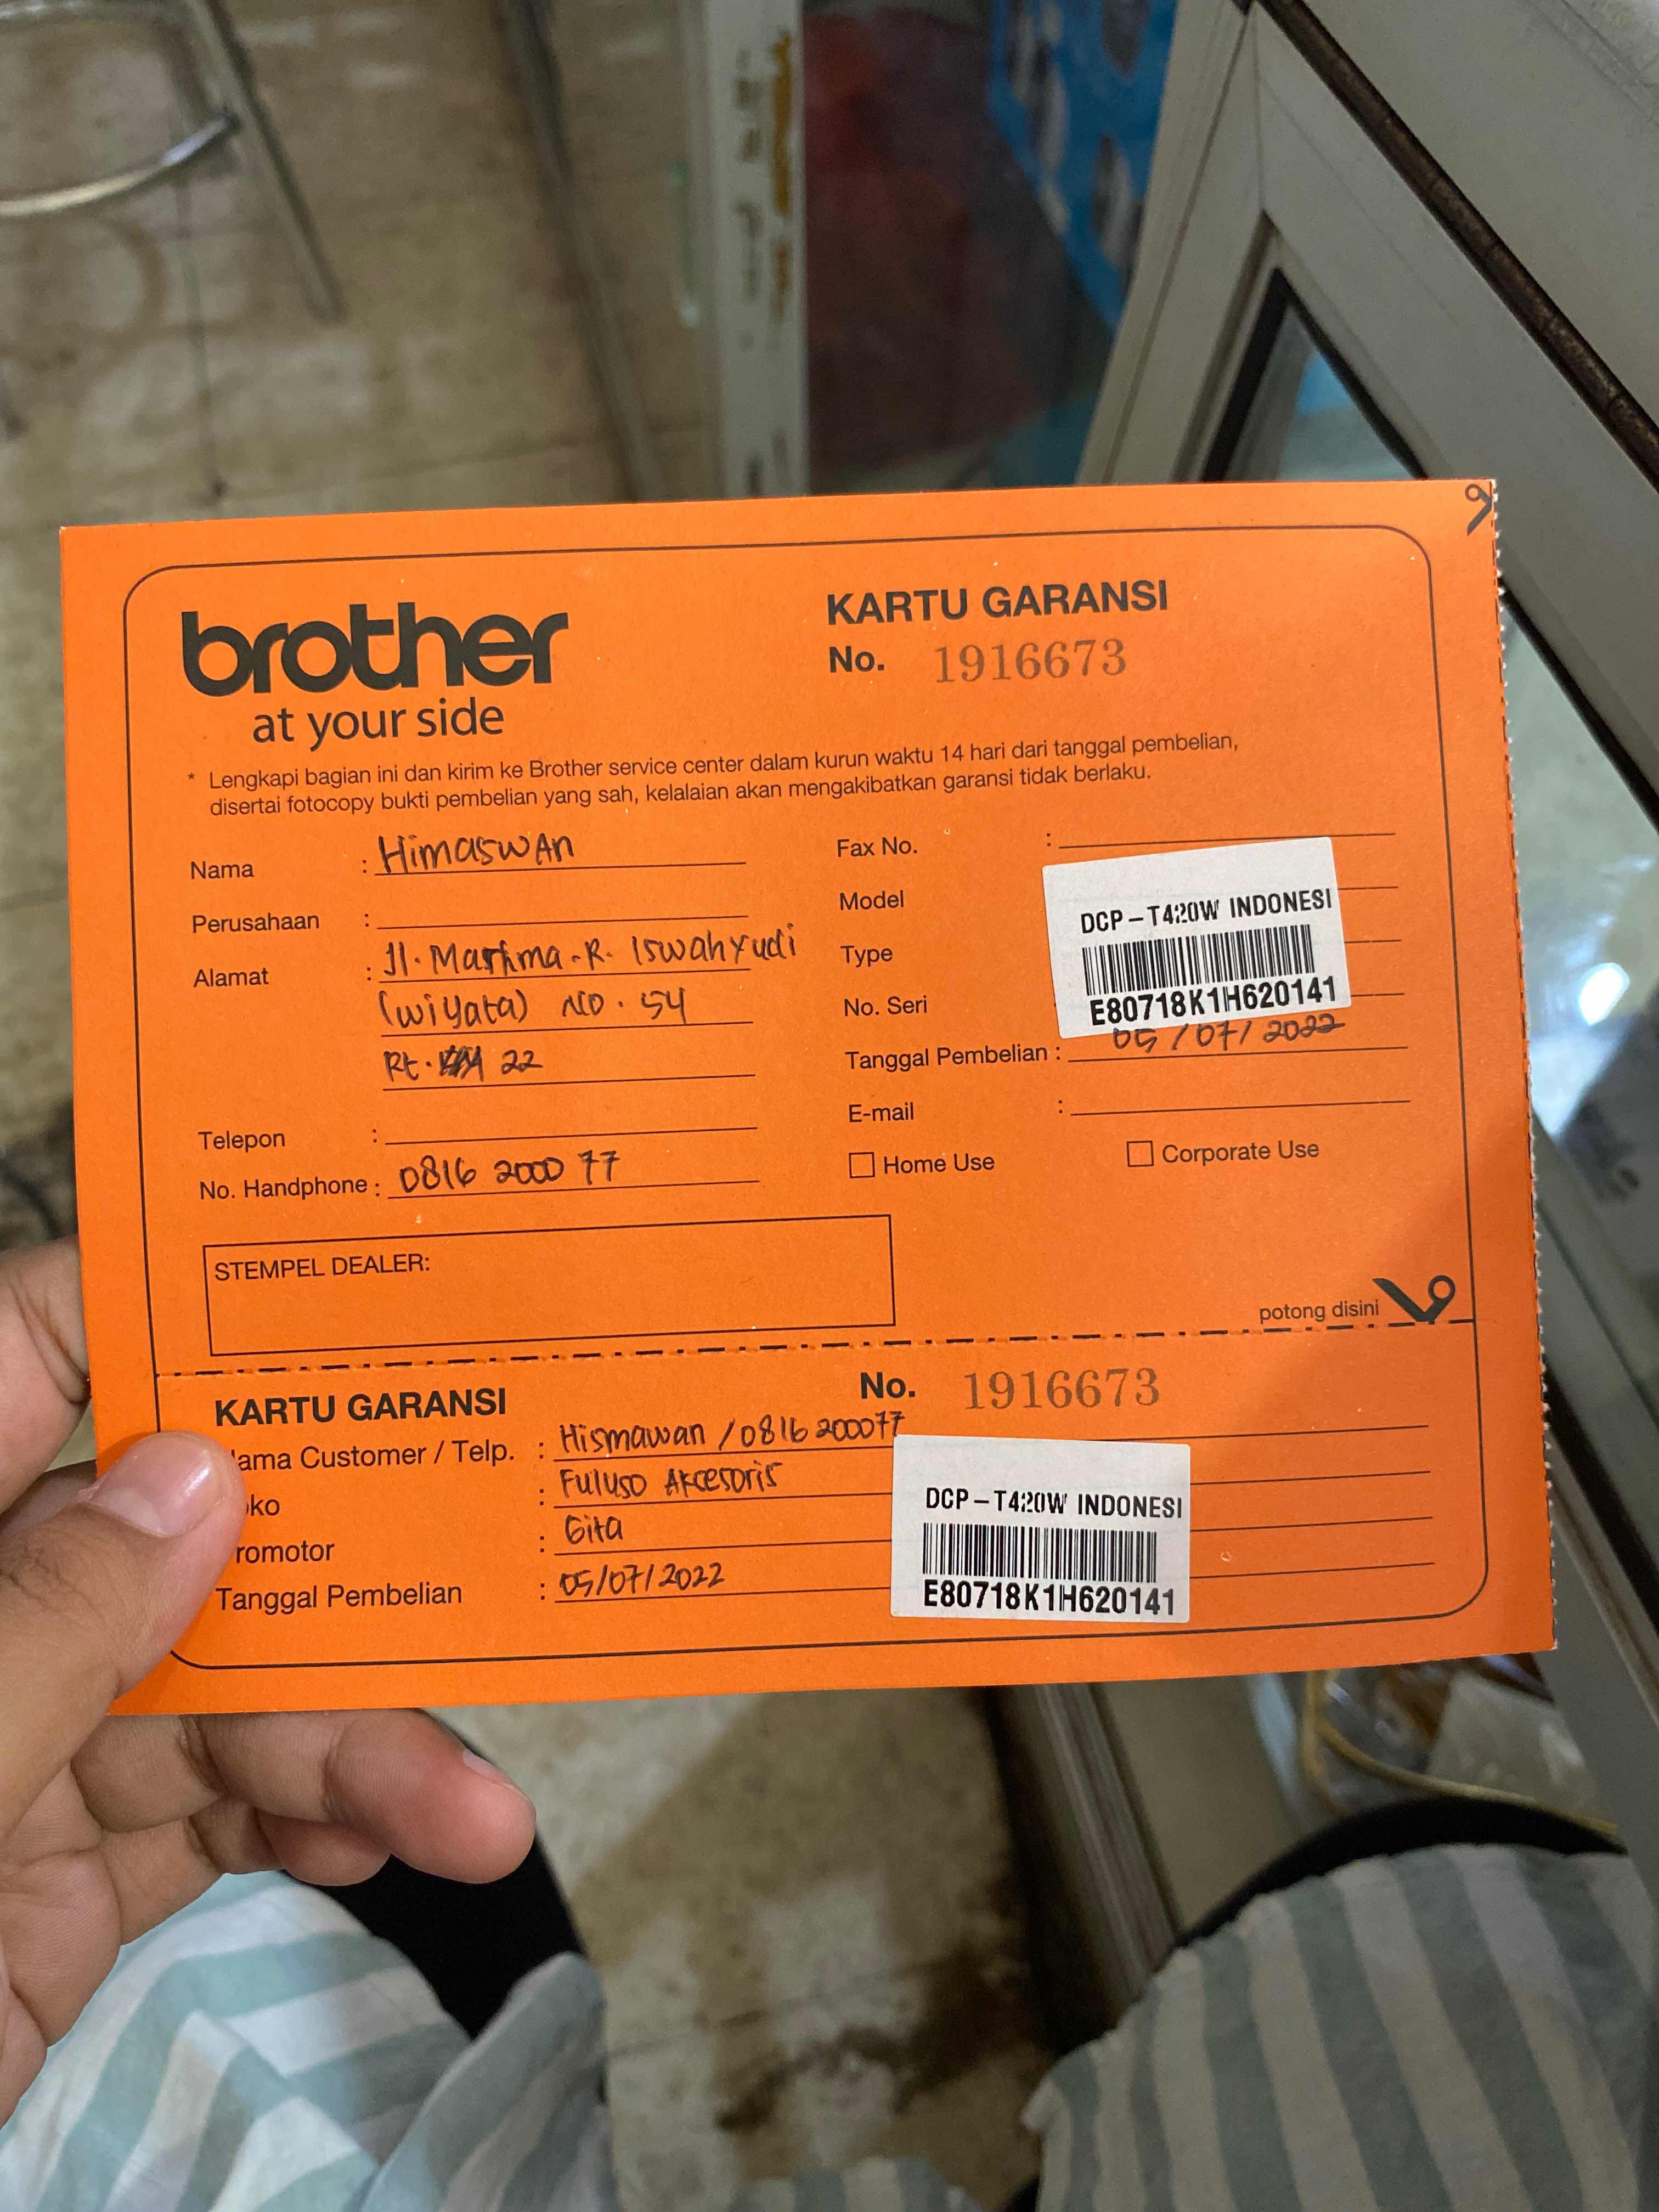 brother
at your side
KARTU GARANSI
No. 1916673
* Lengkapi bagian ini dan kirim ke Brother service center dalam kurun waktu 14 hari dari tanggal pembelian,
disertai fotocopy bukti pembelian yang sah, kelalaian akan mengakibatkan garansi tidak berlaku.
Nama : HimaswAn
Perusahaan :
Alamat : Jl. Marsma. R. Iswahyudi
(wiyata) NO. 54
Rt. 22
Telepon :
No. Handphone : 0816 2000 77
Fax No. :
Model
Type
No. Seri
DCP-T420W INDONESI
E80718K1H620141
Tanggal Pembelian : 05/07/2022
E-mail :
Home Use
Corporate Use
STEMPEL DEALER:
potong disini
KARTU GARANSI
No. 1916673
ama Customer / Telp. : Hismawan / 0816 200077
oko : Fuluso Akcesoris
romotor : Gita
Tanggal Pembelian : 05/07/2022
DCP-T420W INDONESI
E80718K1H620141